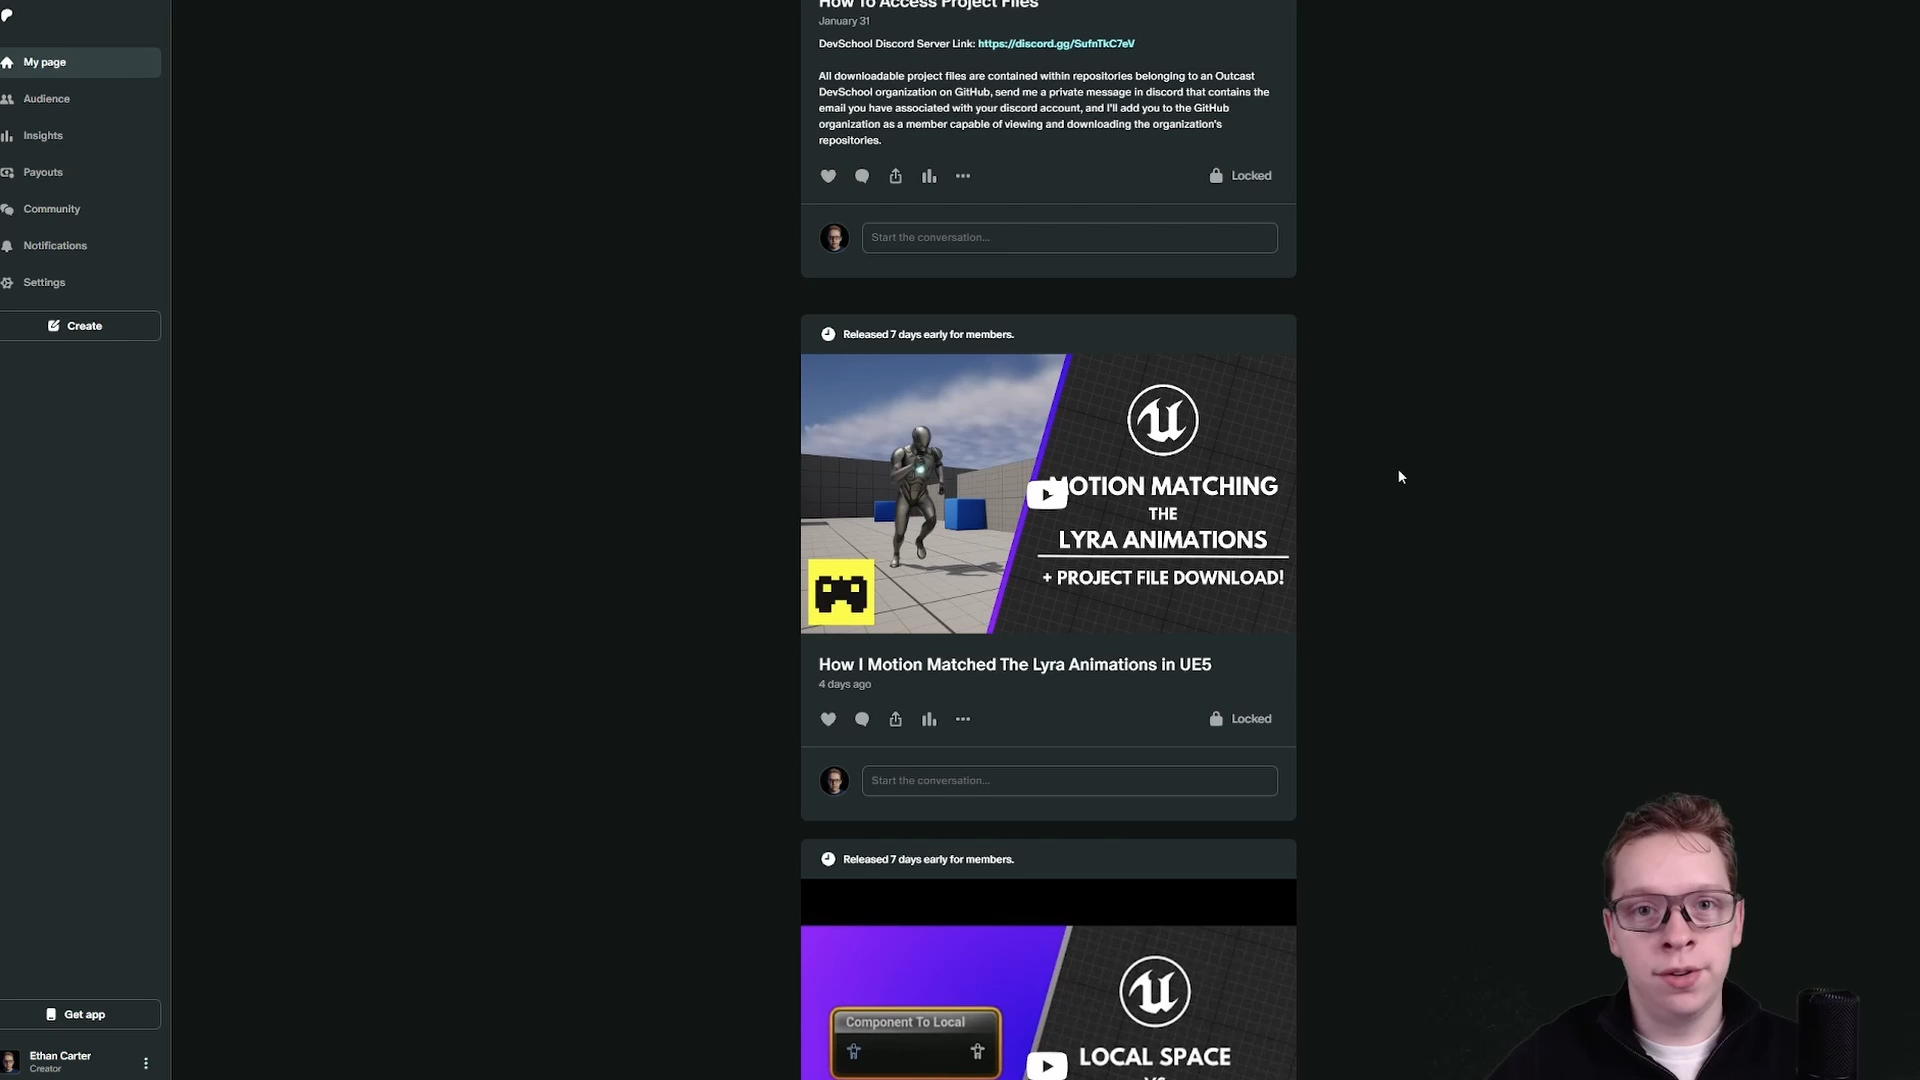 How To Access Project Files
January 31
DevSchool Discord Server Link: https://discord.gg/SufnTkC7eV
All downloadable project files are contained within repositories belonging to an Outcast
DevSchool organization on GitHub, send me a private message in discord that contains the
email you have associated with your discord account, and I'll add you to the GitHub
organization as a member capable of viewing and downloading the organization's
repositories.
Locked
Start the conversation...
My page
Audience
Insights
Payouts
Community
Notifications
Settings
Create
Released 7 days early for members.
MOTION MATCHING
THE
LYRA ANIMATIONS
+ PROJECT FILE DOWNLOAD!
How I Motion Matched The Lyra Animations in UE5
4 days ago
Locked
Start the conversation...
Released 7 days early for members.
Component To Local
LOCAL SPACE
VS
Get app
Ethan Carter
Creator